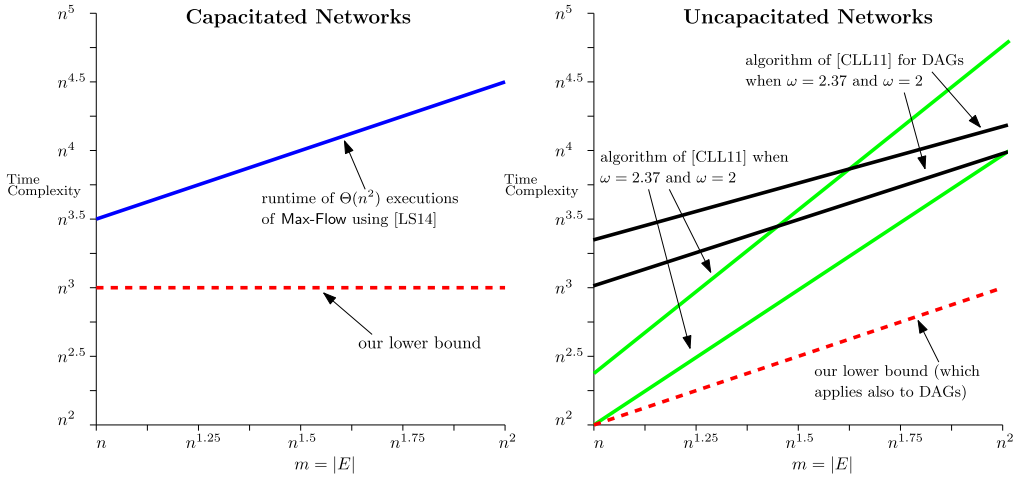 Capacitated Networks
n^5
n^4.5
n^4
Time
Complexity
n^3.5
n^3
n^2.5
n^2
runtime of Θ(n^2) executions
of Max-Flow using [LS14]
our lower bound
n n^1.25 n^1.5 n^1.75 n^2
m = |E|
Uncapacitated Networks
n^5
n^4.5
n^4
Time
Complexity
n^3.5
n^3
n^2.5
n^2
algorithm of [CLL11] for DAGs
when ω = 2.37 and ω = 2
algorithm of [CLL11] when
ω = 2.37 and ω = 2
our lower bound (which
applies also to DAGs)
n n^1.25 n^1.5 n^1.75 n^2
m = |E|